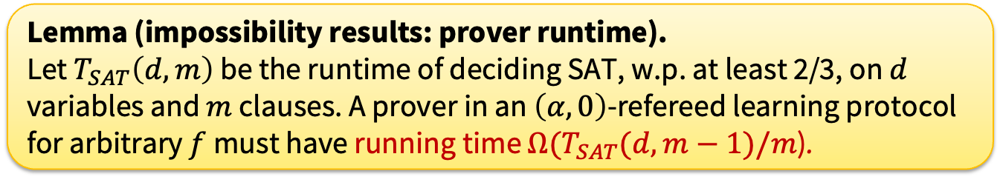 Lemma (impossibility results: prover runtime).
Let T_{SAT}(d, m) be the runtime of deciding SAT, w.p. at least 2/3, on d
variables and m clauses. A prover in an (α, 0)-refereed learning protocol
for arbitrary f must have running time Ω(T_{SAT}(d, m − 1)/m).